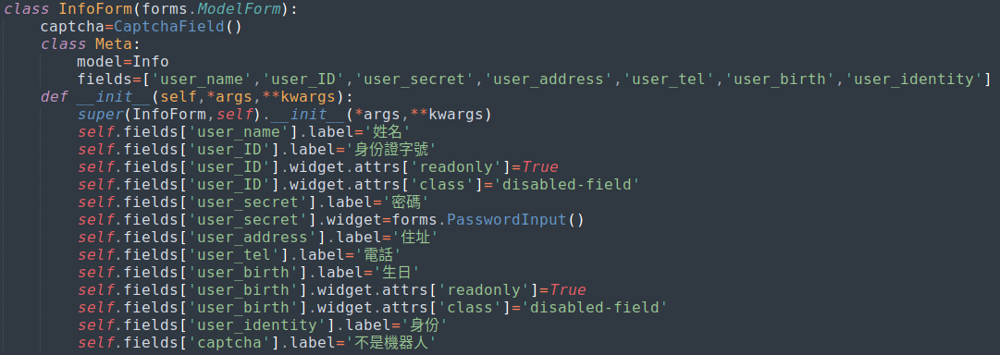 class InfoForm(forms.ModelForm):
    captcha=CaptchaField()
    class Meta:
        model=Info
        fields=['user_name','user_ID','user_secret','user_address','user_tel','user_birth','user_identity']
    def __init__(self,*args,**kwargs):
        super(InfoForm,self).__init__(*args,**kwargs)
        self.fields['user_name'].label='姓名'
        self.fields['user_ID'].label='身份證字號'
        self.fields['user_ID'].widget.attrs['readonly']=True
        self.fields['user_ID'].widget.attrs['class']='disabled-field'
        self.fields['user_secret'].label='密碼'
        self.fields['user_secret'].widget=forms.PasswordInput()
        self.fields['user_address'].label='住址'
        self.fields['user_tel'].label='電話'
        self.fields['user_birth'].label='生日'
        self.fields['user_birth'].widget.attrs['readonly']=True
        self.fields['user_birth'].widget.attrs['class']='disabled-field'
        self.fields['user_identity'].label='身份'
        self.fields['captcha'].label='不是機器人'